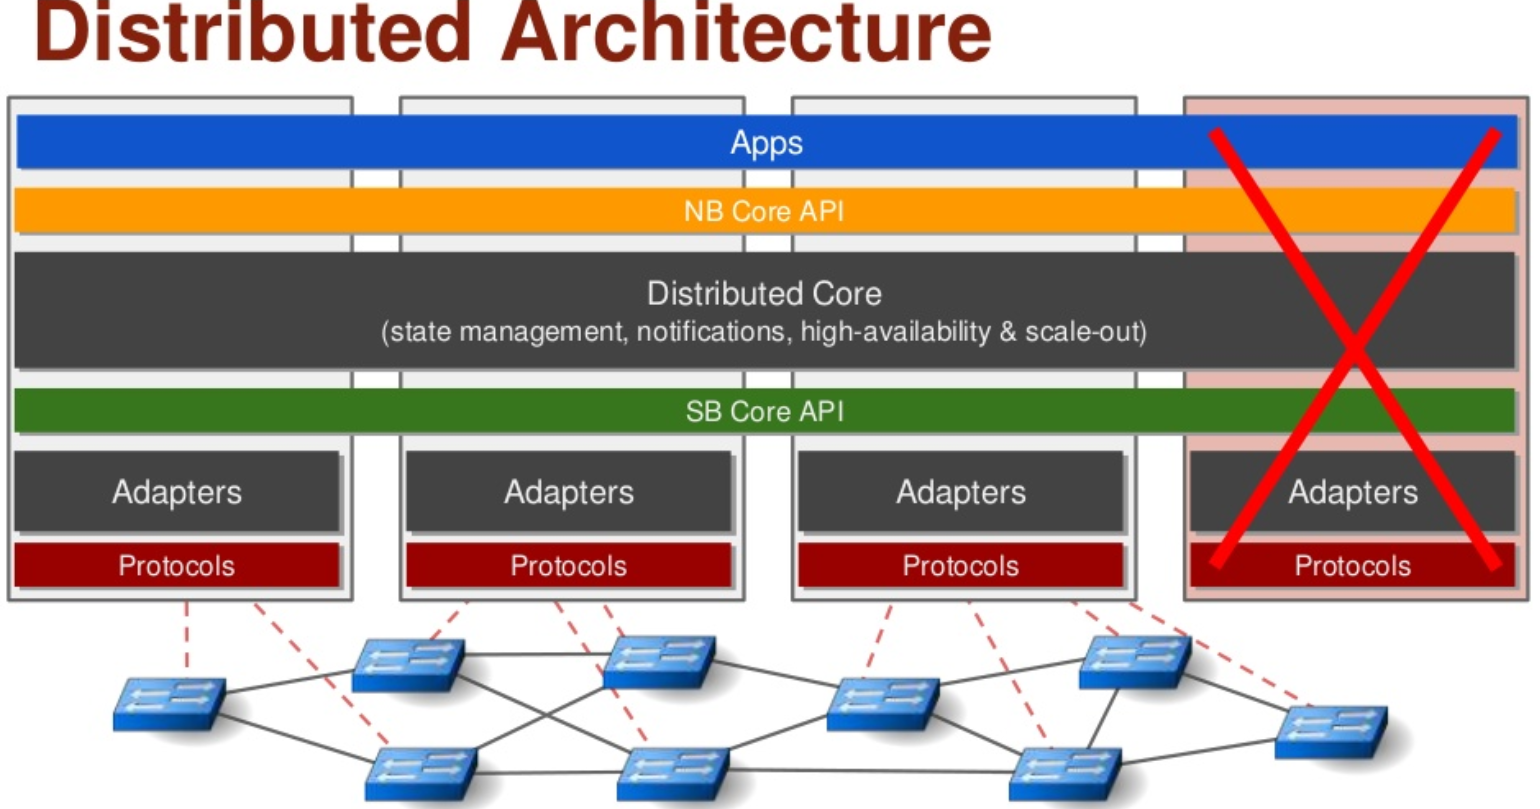 Distributed Architecture
Apps
NB Core API
Distributed Core
(state management, notifications, high-availability & scale-out)
SB Core API
Adapters
Adapters
Adapters
Adapters
Protocols
Protocols
Protocols
Protocols